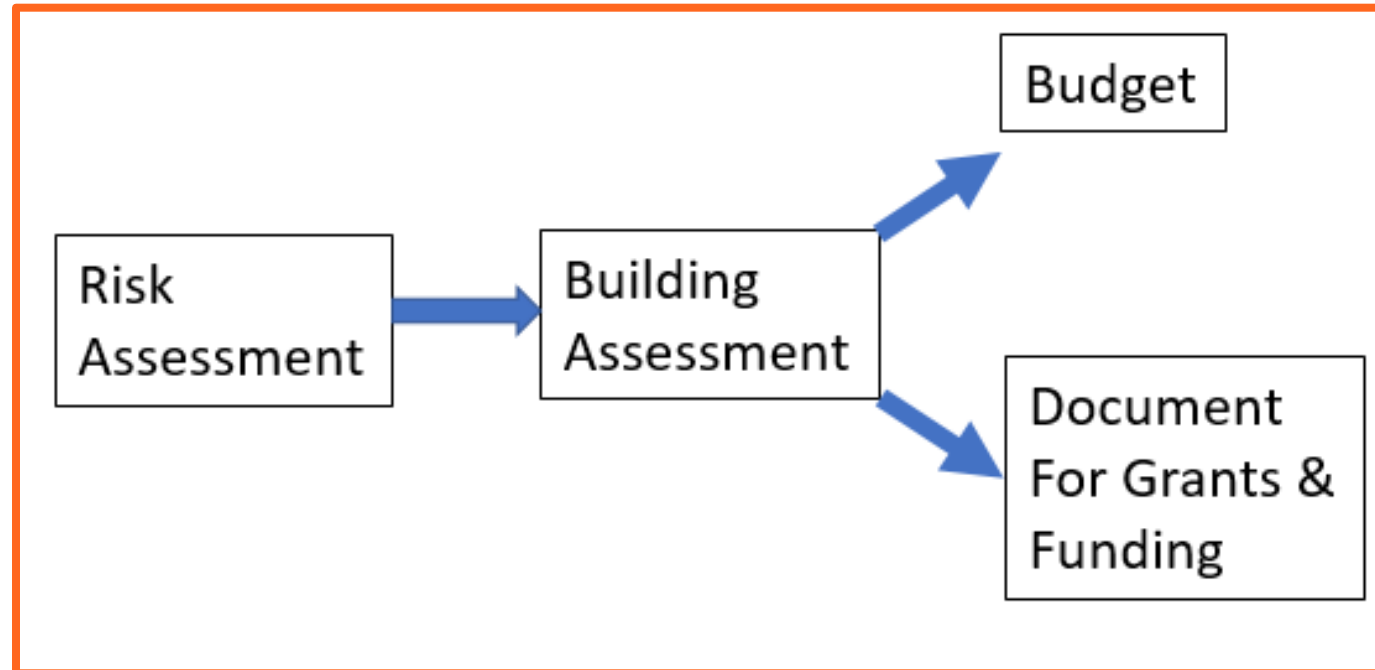 Risk
Assessment
Building
Assessment
Budget
Document
For Grants &
Funding